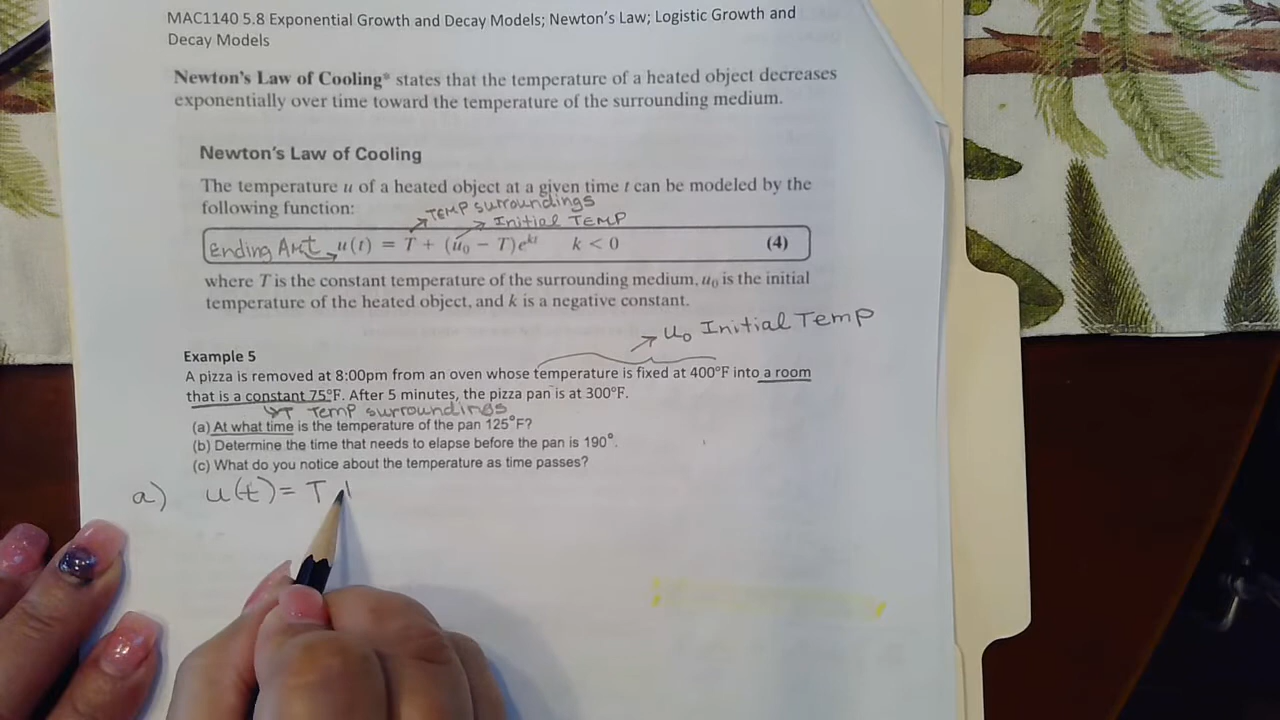 MAC1140 5.8 Exponential Growth and Decay Models; Newton's Law; Logistic Growth and
Decay Models
Newton's Law of Cooling* states that the temperature of a heated object decreases
exponentially over time toward the temperature of the surrounding medium.
Newton's Law of Cooling
The temperature u of a heated object at a given time t can be modeled by the
following function:
TEMP surroundings
Initial TEMP
Ending Amt u(t) = T + (u₀ − T)eᵏᵗ k < 0 (4)
where T is the constant temperature of the surrounding medium, u₀ is the initial
temperature of the heated object, and k is a negative constant.
u₀ Initial Temp
Example 5
A pizza is removed at 8:00pm from an oven whose temperature is fixed at 400°F into a room
that is a constant 75°F. After 5 minutes, the pizza pan is at 300°F.
T Temp surroundings
(a) At what time is the temperature of the pan 125°F?
(b) Determine the time that needs to elapse before the pan is 190°.
(c) What do you notice about the temperature as time passes?
a) u(t) = T